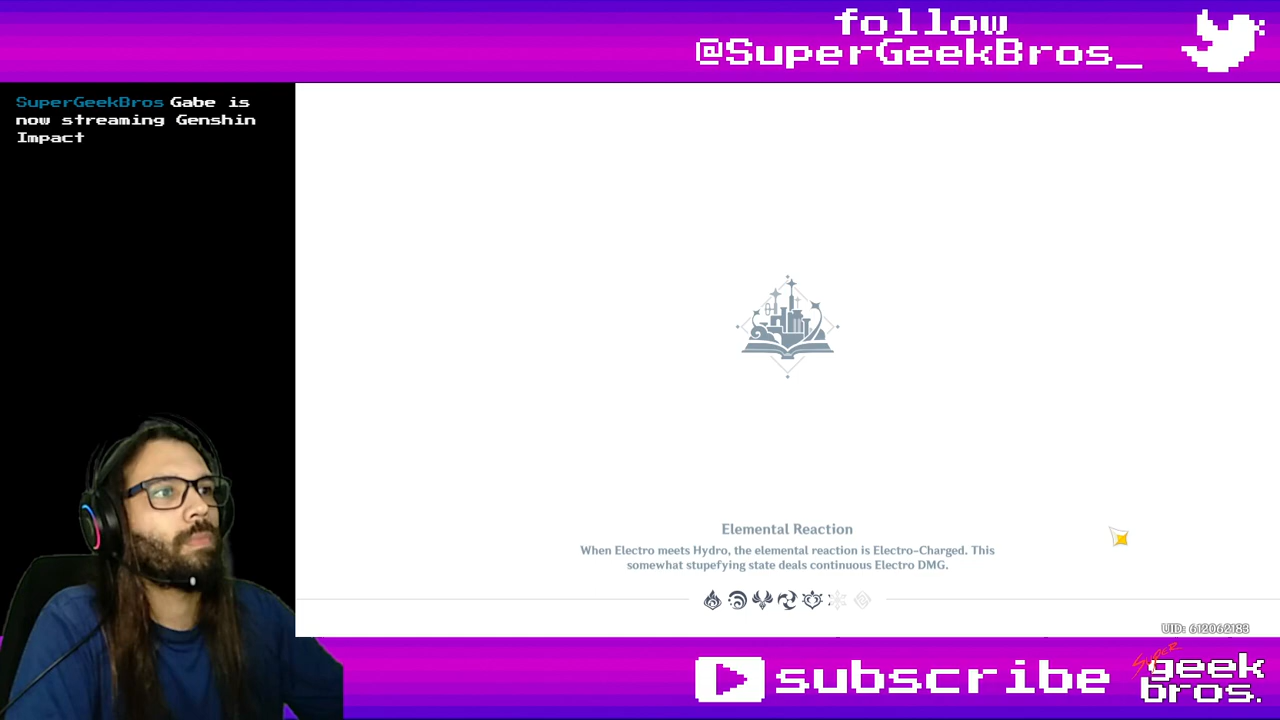 follow
@SuperGeekBros_
SuperGeekBros Gabe is
now streaming Genshin
Impact
Elemental Reaction
When Electro meets Hydro, the elemental reaction is Electro-Charged. This
somewhat stupefying state deals continuous Electro DMG.
UID: 612062183
subscribe
SUPER
geek
bros.